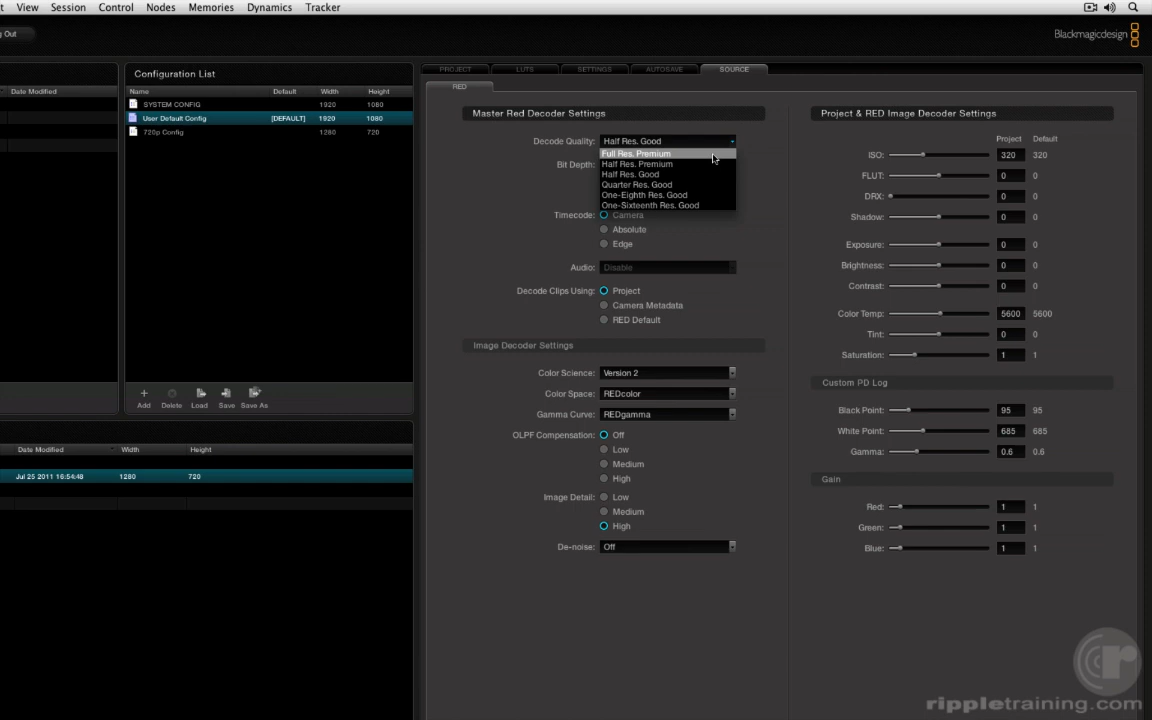 t View Session Control Nodes Memories Dynamics Tracker
g Out
Blackmagicdesign
Date Modified
Configuration List
Name Default Width Height
SYSTEM CONFIG 1920 1080
User Default Config [DEFAULT] 1920 1080
720p Config 1280 720
Add Delete Load Save Save As
Date Modified Width Height
Jul 25 2011 16:54:48 1280 720
PROJECT LUTS SETTINGS AUTOSAVE SOURCE
RED
Master Red Decoder Settings
Decode Quality: Half Res. Good
Full Res. Premium
Half Res. Premium
Half Res. Good
Quarter Res. Good
One-Eighth Res. Good
One-Sixteenth Res. Good
Bit Depth:
Timecode: Camera
Absolute
Edge
Audio: Disable
Decode Clips Using: Project
Camera Metadata
RED Default
Image Decoder Settings
Color Science: Version 2
Color Space: REDcolor
Gamma Curve: REDgamma
OLPF Compensation: Off
Low
Medium
High
Image Detail: Low
Medium
High
De-noise: Off
Project & RED Image Decoder Settings
Project Default
ISO: 320 320
FLUT: 0 0
DRX: 0 0
Shadow: 0 0
Exposure: 0 0
Brightness: 0 0
Contrast: 0 0
Color Temp: 5600 5600
Tint: 0 0
Saturation: 1 1
Custom PD Log
Black Point: 95 95
White Point: 685 685
Gamma: 0.6 0.6
Gain
Red: 1 1
Green: 1 1
Blue: 1 1
rippletraining.com